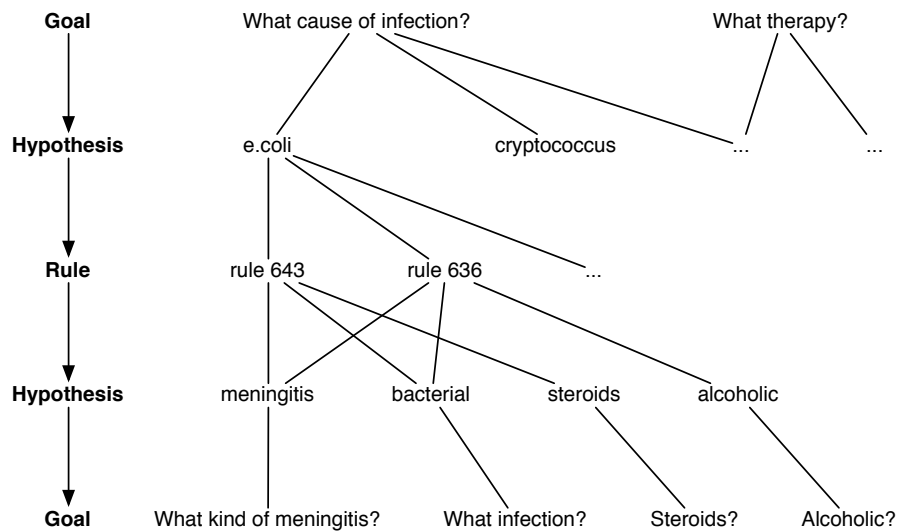 Goal What cause of infection? What therapy?
Hypothesis e.coli cryptococcus ... ...
Rule rule 643 rule 636 ...
Hypothesis meningitis bacterial steroids alcoholic
Goal What kind of meningitis? What infection? Steroids? Alcoholic?